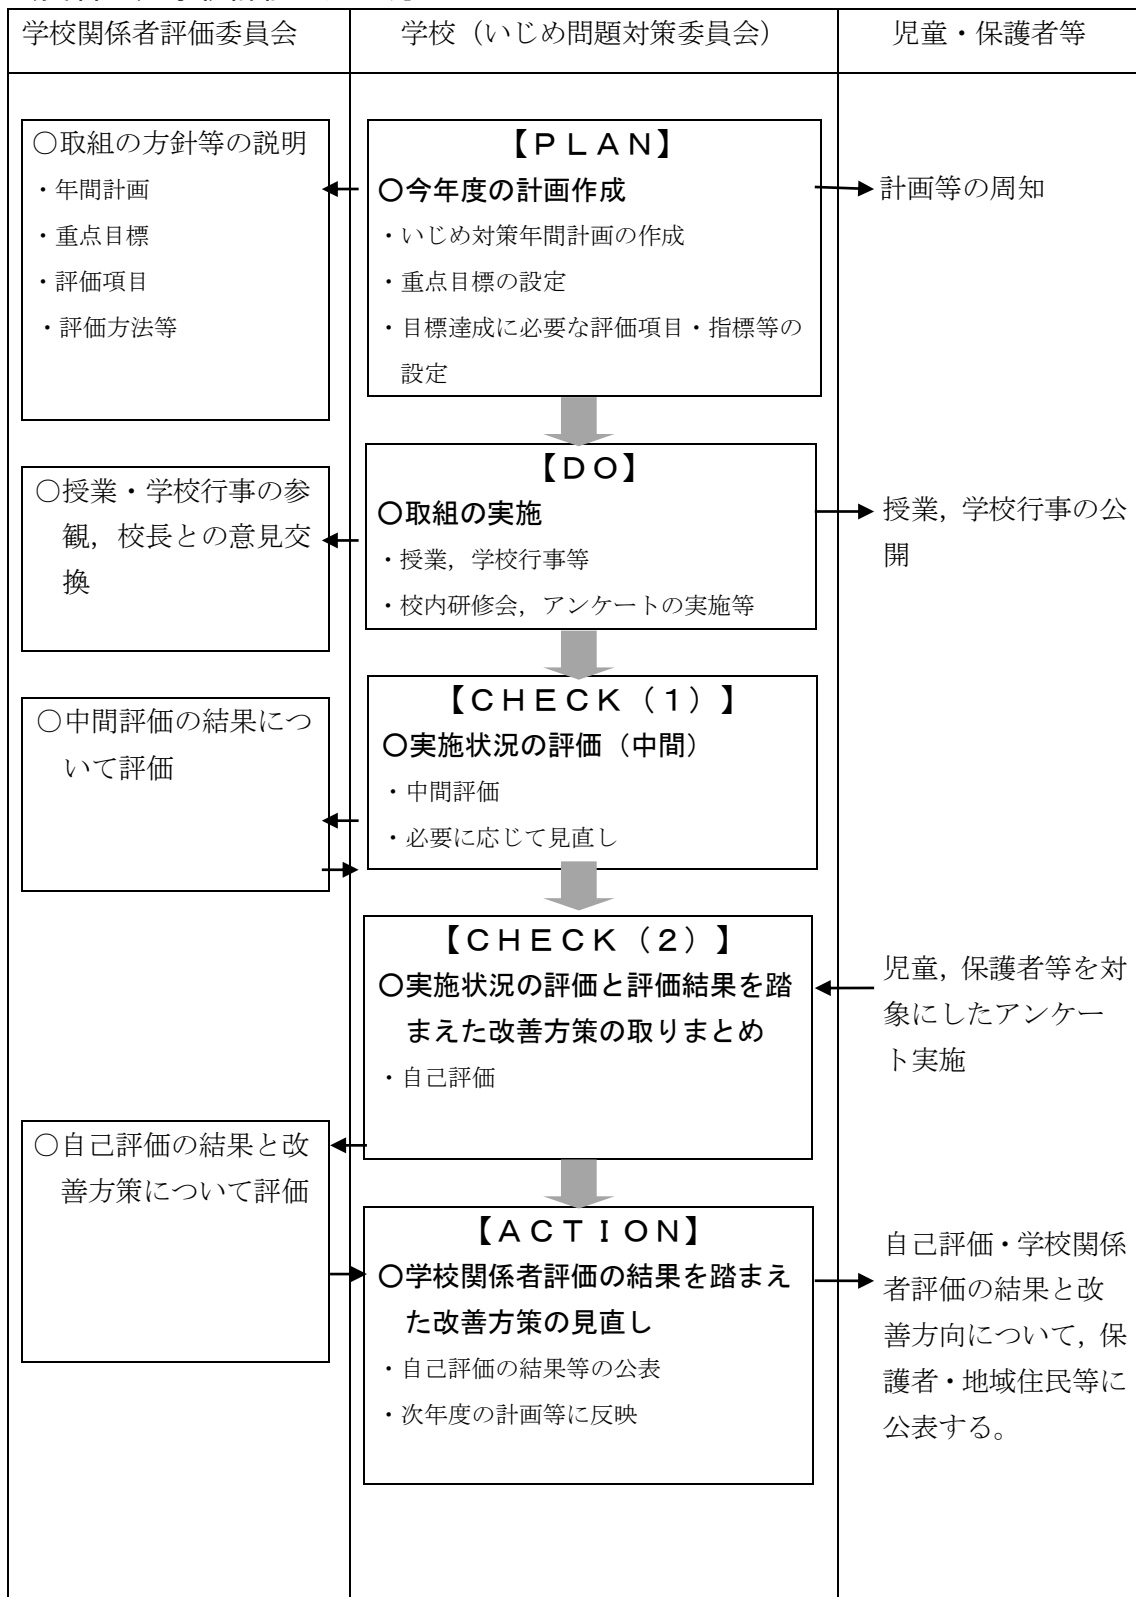 学校関係者評価委員会
学校（いじめ問題対策委員会）
児童・保護者等
○取組の方針等の説明
・年間計画
・重点目標
・評価項目
・評価方法等
【ＰＬＡＮ】
○今年度の計画作成
・いじめ対策年間計画の作成
・重点目標の設定
・目標達成に必要な評価項目・指標等の
設定
計画等の周知
○授業・学校行事の参
観，校長との意見交
換
【ＤＯ】
○取組の実施
・授業，学校行事等
・校内研修会，アンケートの実施等
授業，学校行事の公
開
○中間評価の結果につ
いて評価
【ＣＨＥＣＫ（１）】
○実施状況の評価（中間）
・中間評価
・必要に応じて見直し
【ＣＨＥＣＫ（２）】
○実施状況の評価と評価結果を踏
まえた改善方策の取りまとめ
・自己評価
児童，保護者等を対
象にしたアンケー
ト実施
○自己評価の結果と改
善方策について評価
【ＡＣＴＩＯＮ】
○学校関係者評価の結果を踏まえ
た改善方策の見直し
・自己評価の結果等の公表
・次年度の計画等に反映
自己評価・学校関係
者評価の結果と改
善方向について，保
護者・地域住民等に
公表する。